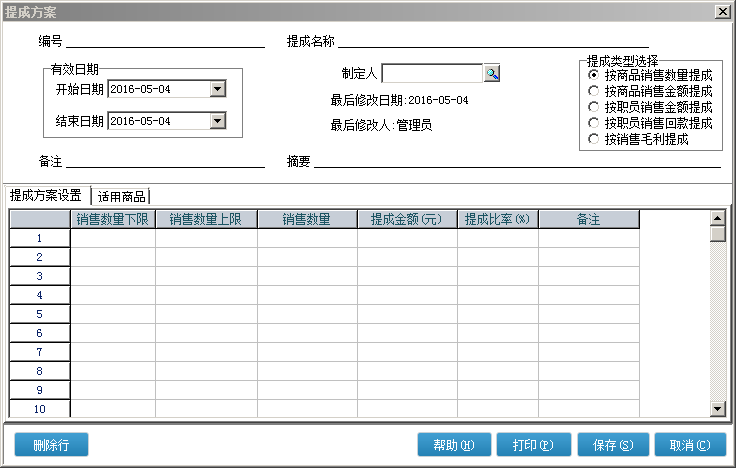 提成方案
编号 提成名称
有效日期
开始日期 2016-05-04
结束日期 2016-05-04
制定人
最后修改日期:2016-05-04
最后修改人:管理员
提成类型选择
按商品销售数量提成
按商品销售金额提成
按职员销售金额提成
按职员销售回款提成
按销售毛利提成
备注 摘要
提成方案设置 适用商品
销售数量下限 销售数量上限 销售数量 提成金额(元) 提成比率(%) 备注
1
2
3
4
5
6
7
8
9
10
删除行 帮助(H) 打印(P) 保存(S) 取消(C)